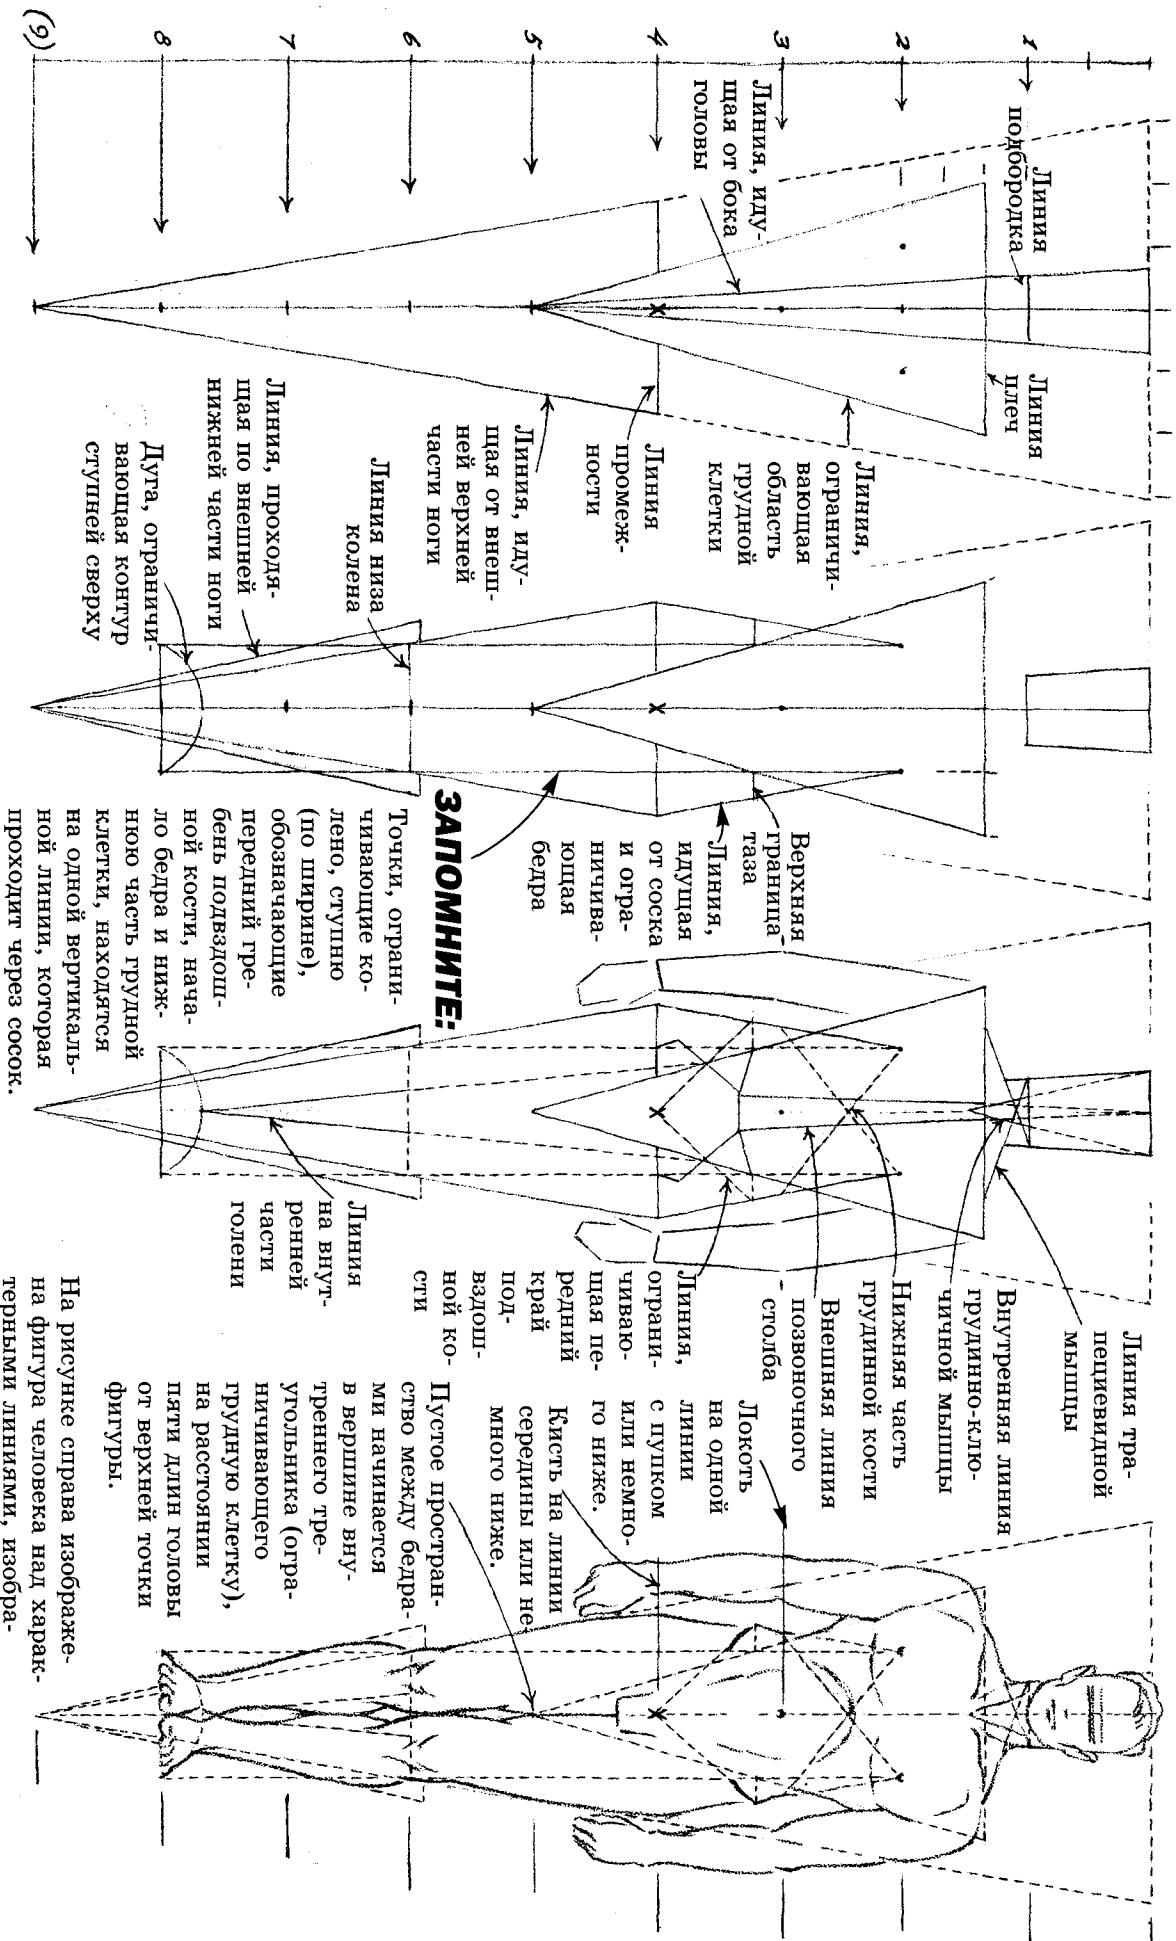 1
2
3
4
5
6
7
8
(9)
Линия
подбородка
Линия
плеч
Линия, иду-
щая от бока
головы
Линия,
ограничи-
вающая
область
грудной
клетки
Линия
промеж-
ности
Линия, иду-
щая от внеш-
ней верхней
части ноги
Линия низа
колена
Линия, проходя-
щая по внешней
нижней части ноги
Дуга, ограничи-
вающая контур
ступней сверху
Верхняя
граница
таза
Линия,
идущая
от соска
и огра-
ничива-
ющая
бедра
ЗАПОМНИТЕ:
Точки, ограни-
чивающие ко-
лено, ступню
(по ширине),
обозначающие
передний гре-
бень подвздош-
ной кости, нача-
ло бедра и ниж-
нюю часть грудной
клетки, находятся
на одной вертикаль-
ной линии, которая
проходит через сосок.
Линия тра-
пециевидной
мышцы
Внутренняя линия
грудинно-клю-
чичной мышцы
Нижняя часть
грудинной кости
Внешняя линия
позвоночного
столба
Линия,
ограни-
чиваю-
щая пе-
редний
край
под-
вздош-
ной ко-
сти
Линия
на внут-
ренней
части
голени
Локоть
на одной
линии
с пупком
или немно-
го ниже.
Кисть на линии
середины или не
много ниже.
Пустое простран-
ство между бедра-
ми начинается
в вершине вну-
треннего тре-
угольника (огра-
ничивающего
грудную клетку),
на расстоянии
пяти длин головы
от верхней точки
фигуры.
На рисунке справа изображе-
на фигура человека над харак-
терными линиями, изобра-